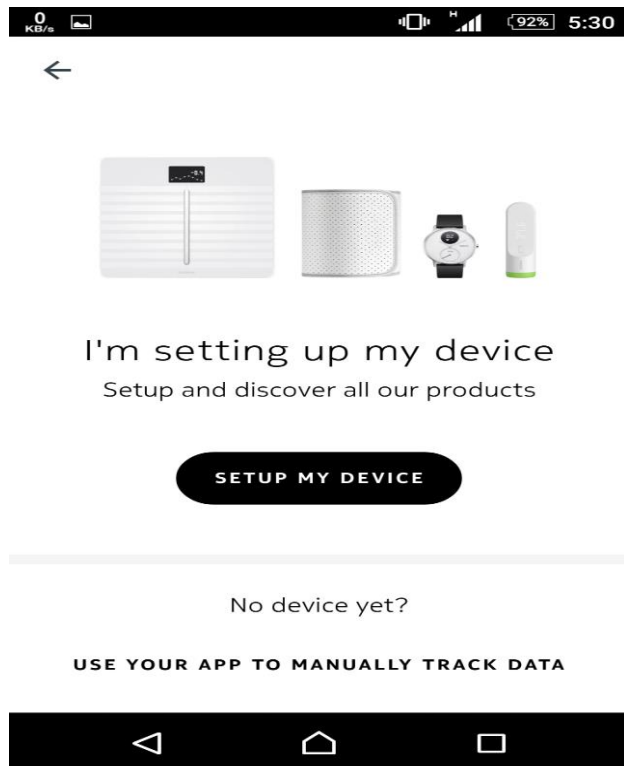 0
KB/s
H
92%
5:30
I'm setting up my device
Setup and discover all our products
SETUP MY DEVICE
No device yet?
USE YOUR APP TO MANUALLY TRACK DATA